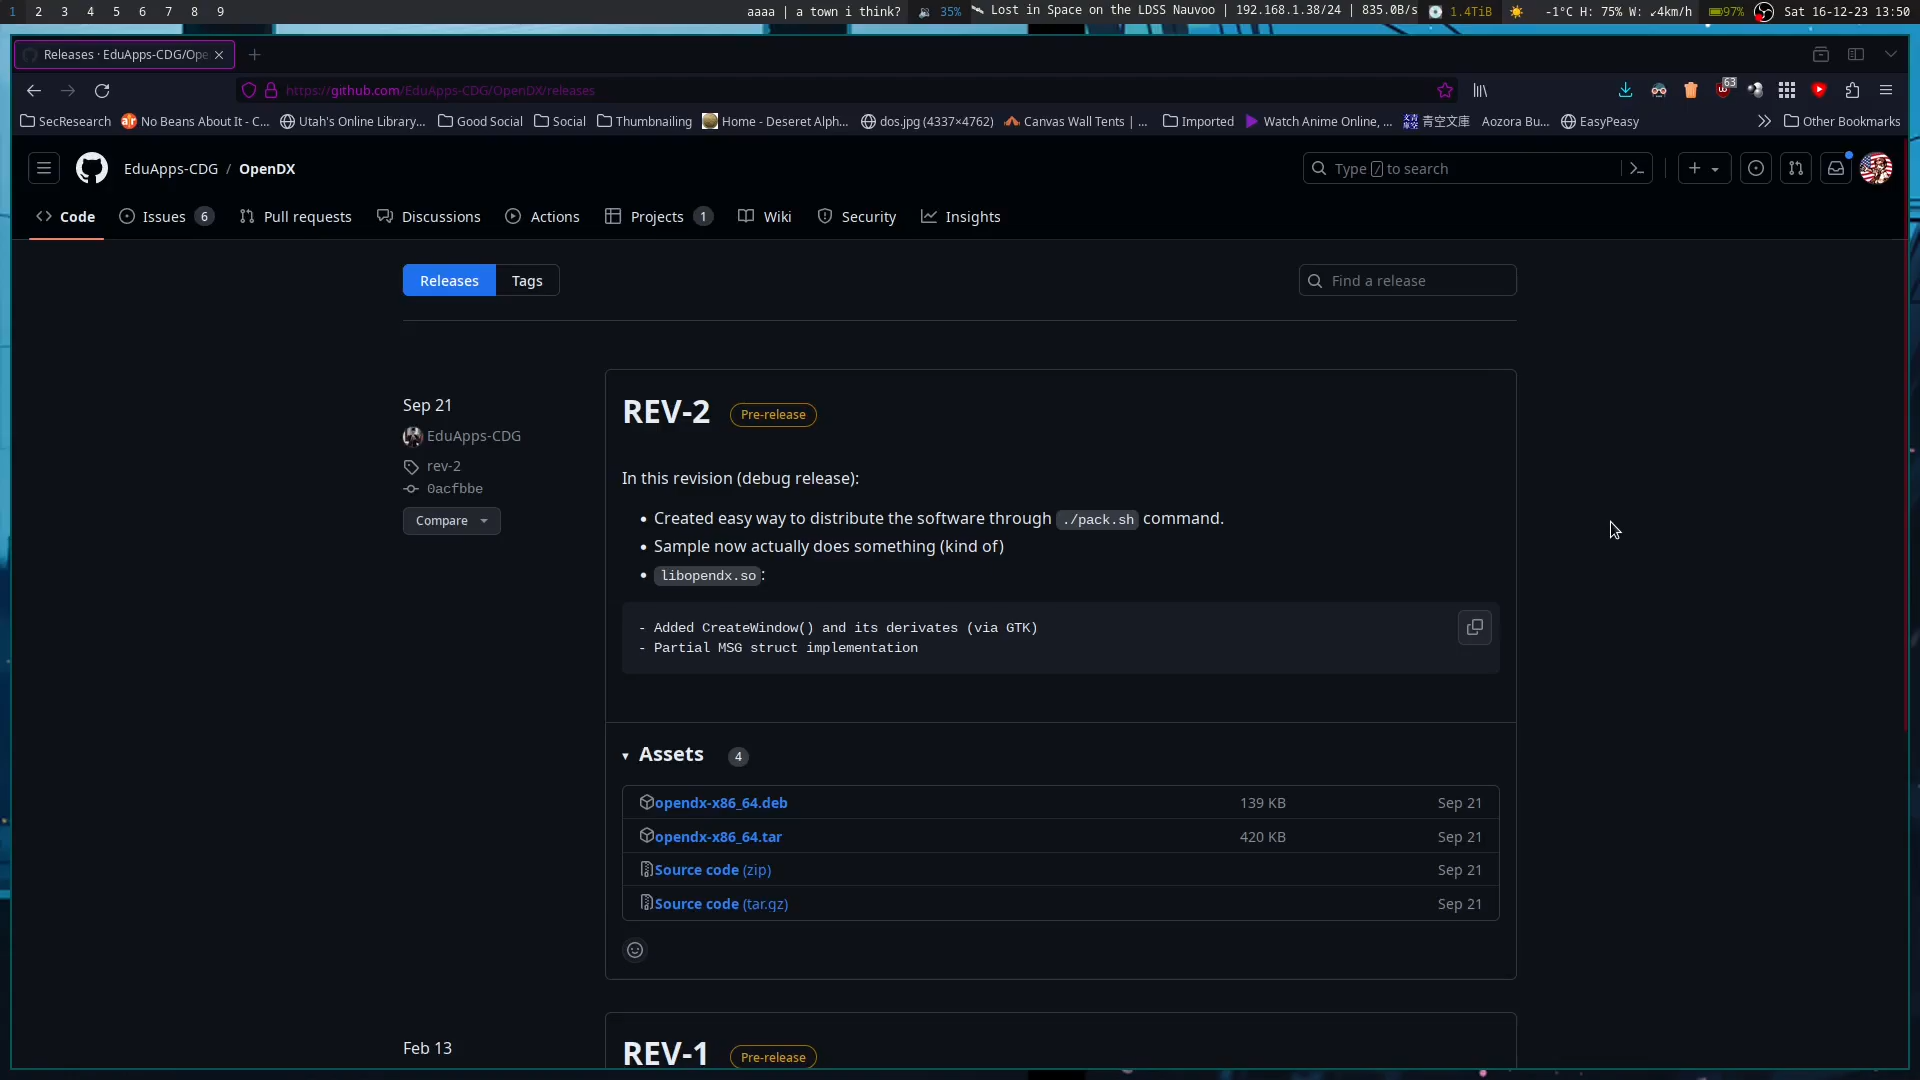 1 2 3 4 5 6 7 8 9
aaaa | a town i think? 35% Lost in Space on the LDSS Nauvoo | 192.168.1.38/24 | 835.0B/s 1.4TiB -1°C H: 75% W: ↙4km/h 97% Sat 16-12-23 13:50
Releases · EduApps-CDG/Ope
https://github.com/EduApps-CDG/OpenDX/releases
63
SecResearch No Beans About It - C... Utah's Online Library... Good Social Social Thumbnailing Home - Deseret Alph... dos.jpg (4337×4762) Canvas Wall Tents | ... Imported Watch Anime Online, ... 青空文庫 Aozora Bu... EasyPeasy Other Bookmarks
EduApps-CDG / OpenDX
Type / to search
Code Issues 6 Pull requests Discussions Actions Projects 1 Wiki Security Insights
Releases Tags
Find a release
Sep 21
EduApps-CDG
rev-2
0acfbbe
Compare
REV-2 Pre-release
In this revision (debug release):
• Created easy way to distribute the software through ./pack.sh command.
• Sample now actually does something (kind of)
• libopendx.so:
- Added CreateWindow() and its derivates (via GTK)
- Partial MSG struct implementation
Assets 4
opendx-x86_64.deb 139 KB Sep 21
opendx-x86_64.tar 420 KB Sep 21
Source code (zip) Sep 21
Source code (tar.gz) Sep 21
Feb 13
REV-1 Pre-release